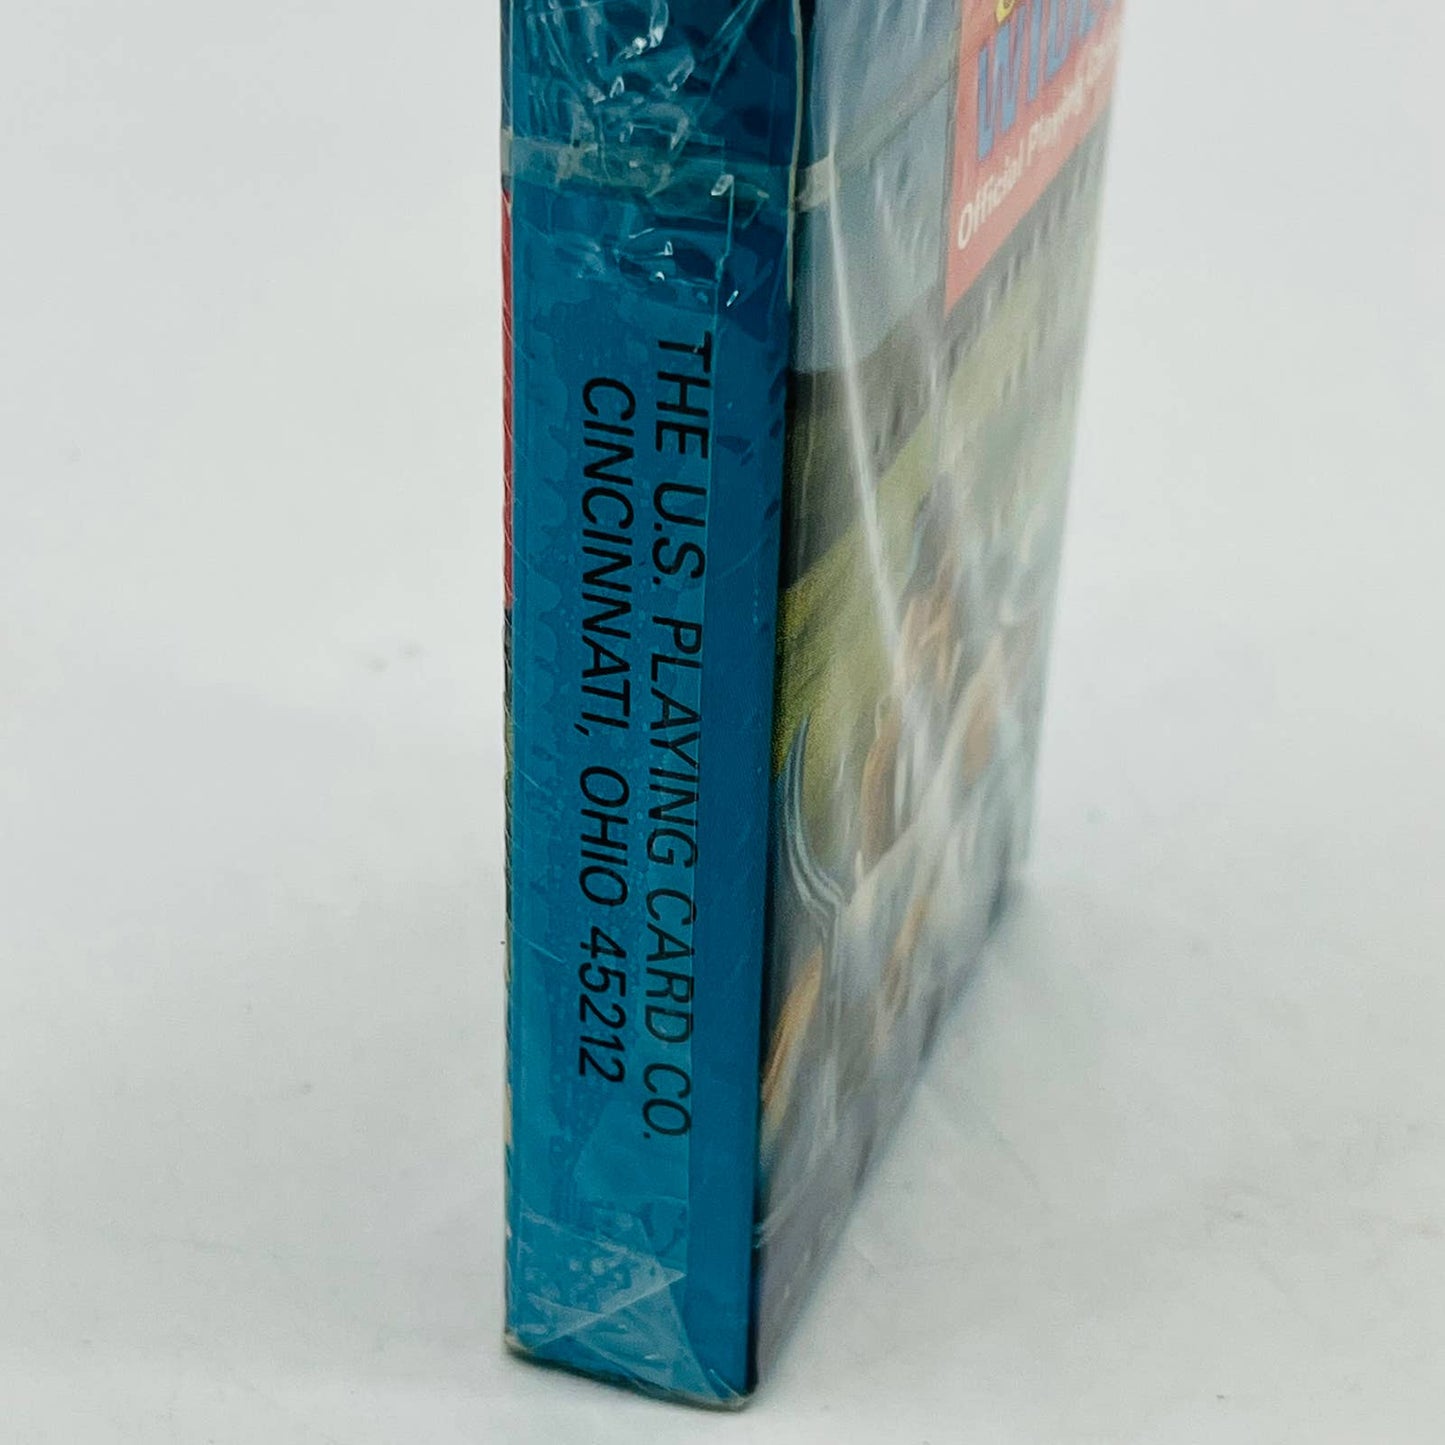 THE U.S. PLAYING CARD CO.
CINCINNATI, OHIO 45212
Official Playing